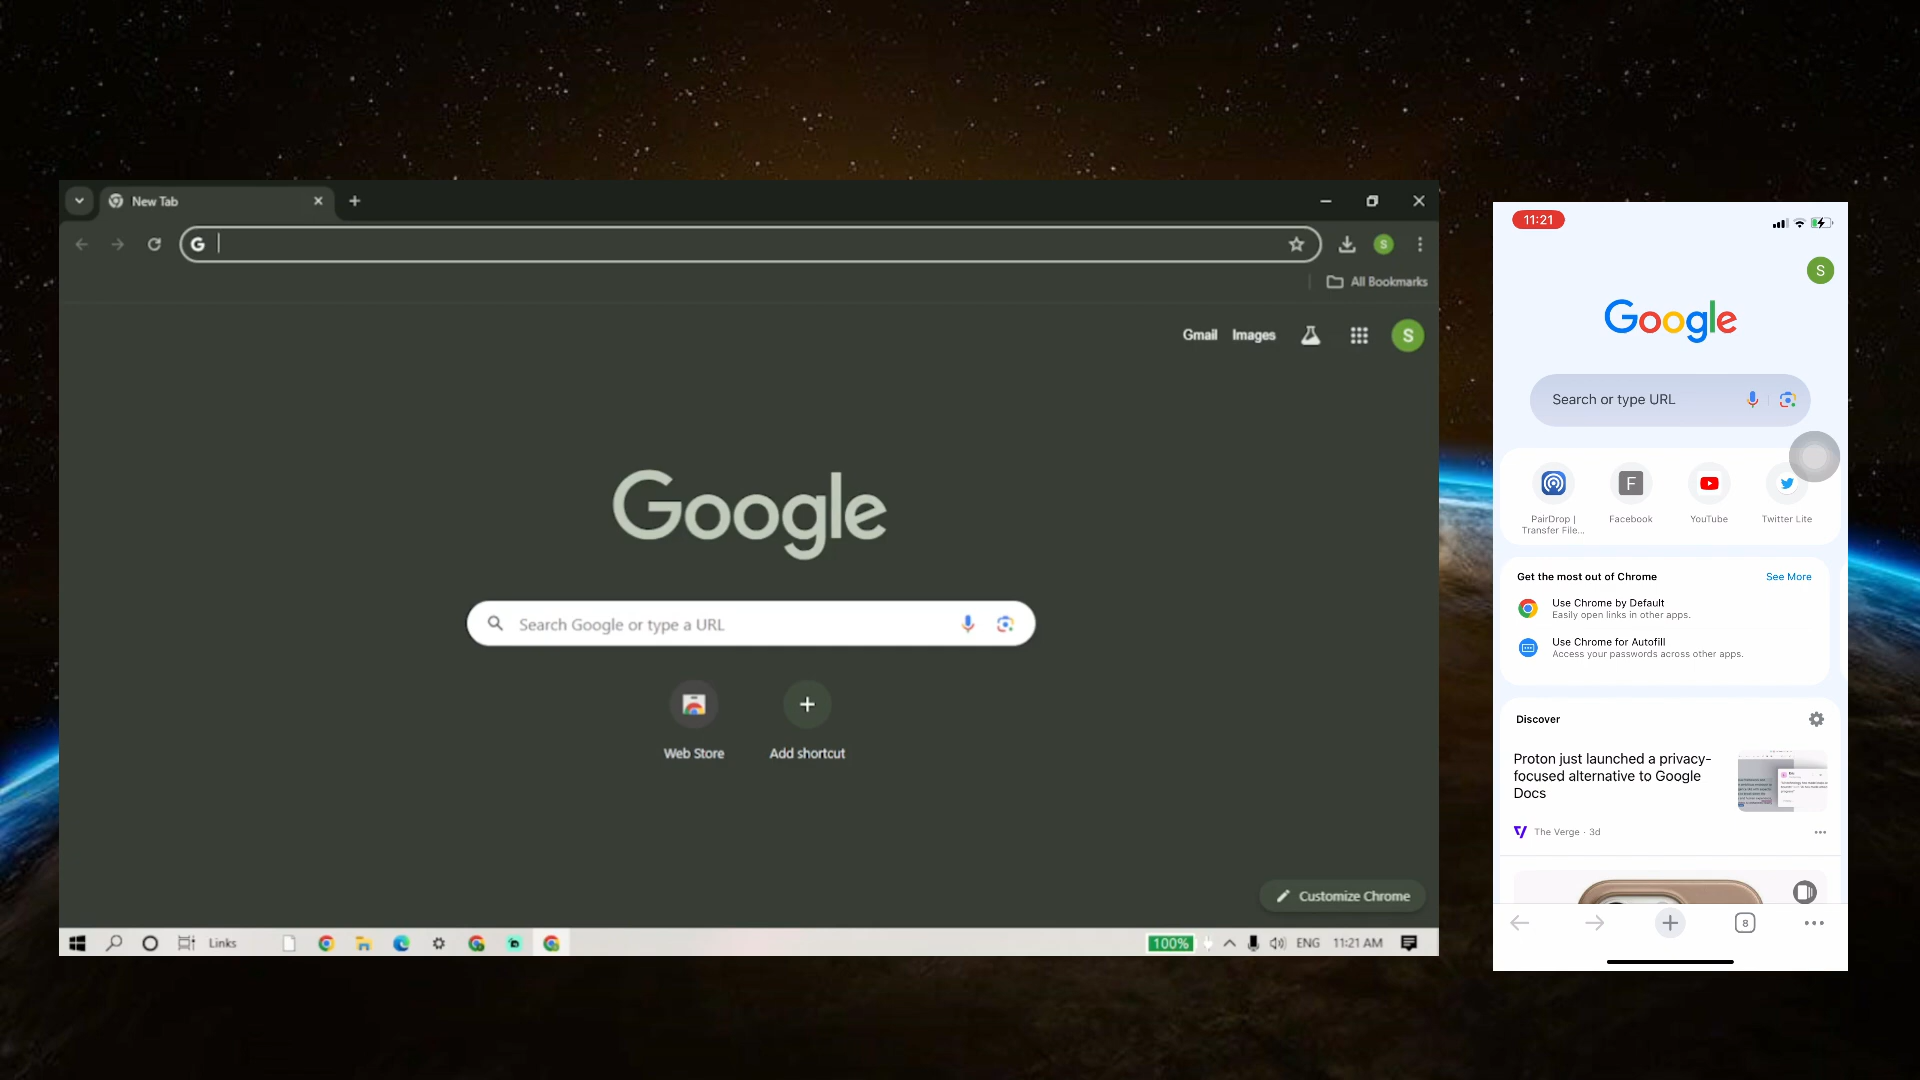 New Tab
G
S
All Bookmarks
Gmail Images
S
Google
Search Google or type a URL
Web Store
Add shortcut
Customize Chrome
Links
100%
ENG
11:21 AM
11:21
S
Google
Search or type URL
F
PairDrop |
Transfer File...
Facebook
YouTube
Twitter Lite
Get the most out of Chrome
See More
Use Chrome by Default
Easily open links in other apps.
Use Chrome for Autofill
Access your passwords across other apps.
Discover
Proton just launched a privacy-
focused alternative to Google
Docs
The Verge · 3d
8